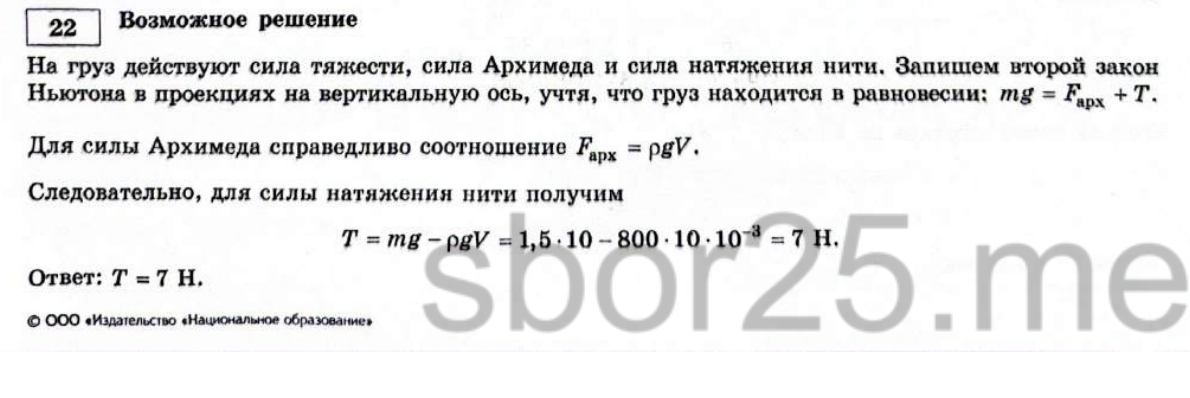 22 Возможное решение
На груз действуют сила тяжести, сила Архимеда и сила натяжения нити. Запишем второй закон
Ньютона в проекциях на вертикальную ось, учтя, что груз находится в равновесии: mg = Fарх + T.
Для силы Архимеда справедливо соотношение Fарх = ρgV.
Следовательно, для силы натяжения нити получим
T = mg – ρgV = 1,5 · 10 – 800 · 10 · 10⁻³ = 7 Н.
Ответ: T = 7 Н.
© ООО «Издательство «Национальное образование»
sbor25.me